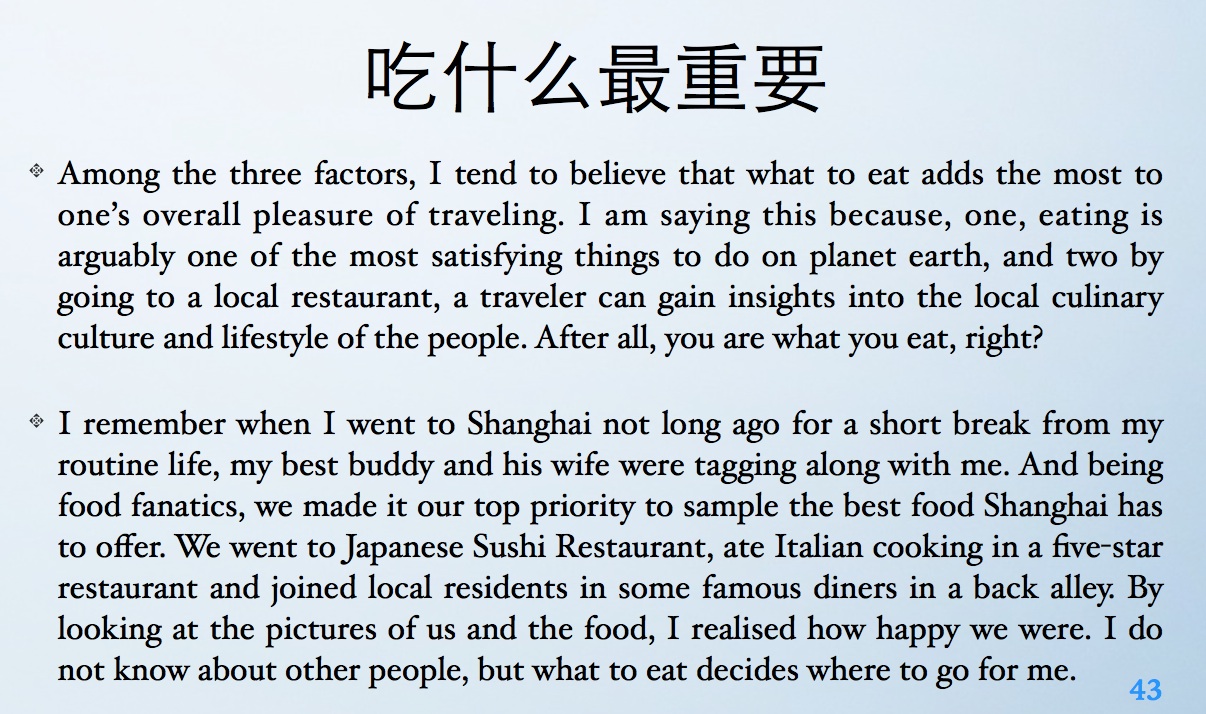 吃什么最重要
Among the three factors, I tend to believe that what to eat adds the most to
one's overall pleasure of traveling. I am saying this because, one, eating is
arguably one of the most satisfying things to do on planet earth, and two by
going to a local restaurant, a traveler can gain insights into the local culinary
culture and lifestyle of the people. After all, you are what you eat, right?
I remember when I went to Shanghai not long ago for a short break from my
routine life, my best buddy and his wife were tagging along with me. And being
food fanatics, we made it our top priority to sample the best food Shanghai has
to offer. We went to Japanese Sushi Restaurant, ate Italian cooking in a five-star
restaurant and joined local residents in some famous diners in a back alley. By
looking at the pictures of us and the food, I realised how happy we were. I do
not know about other people, but what to eat decides where to go for me.
43